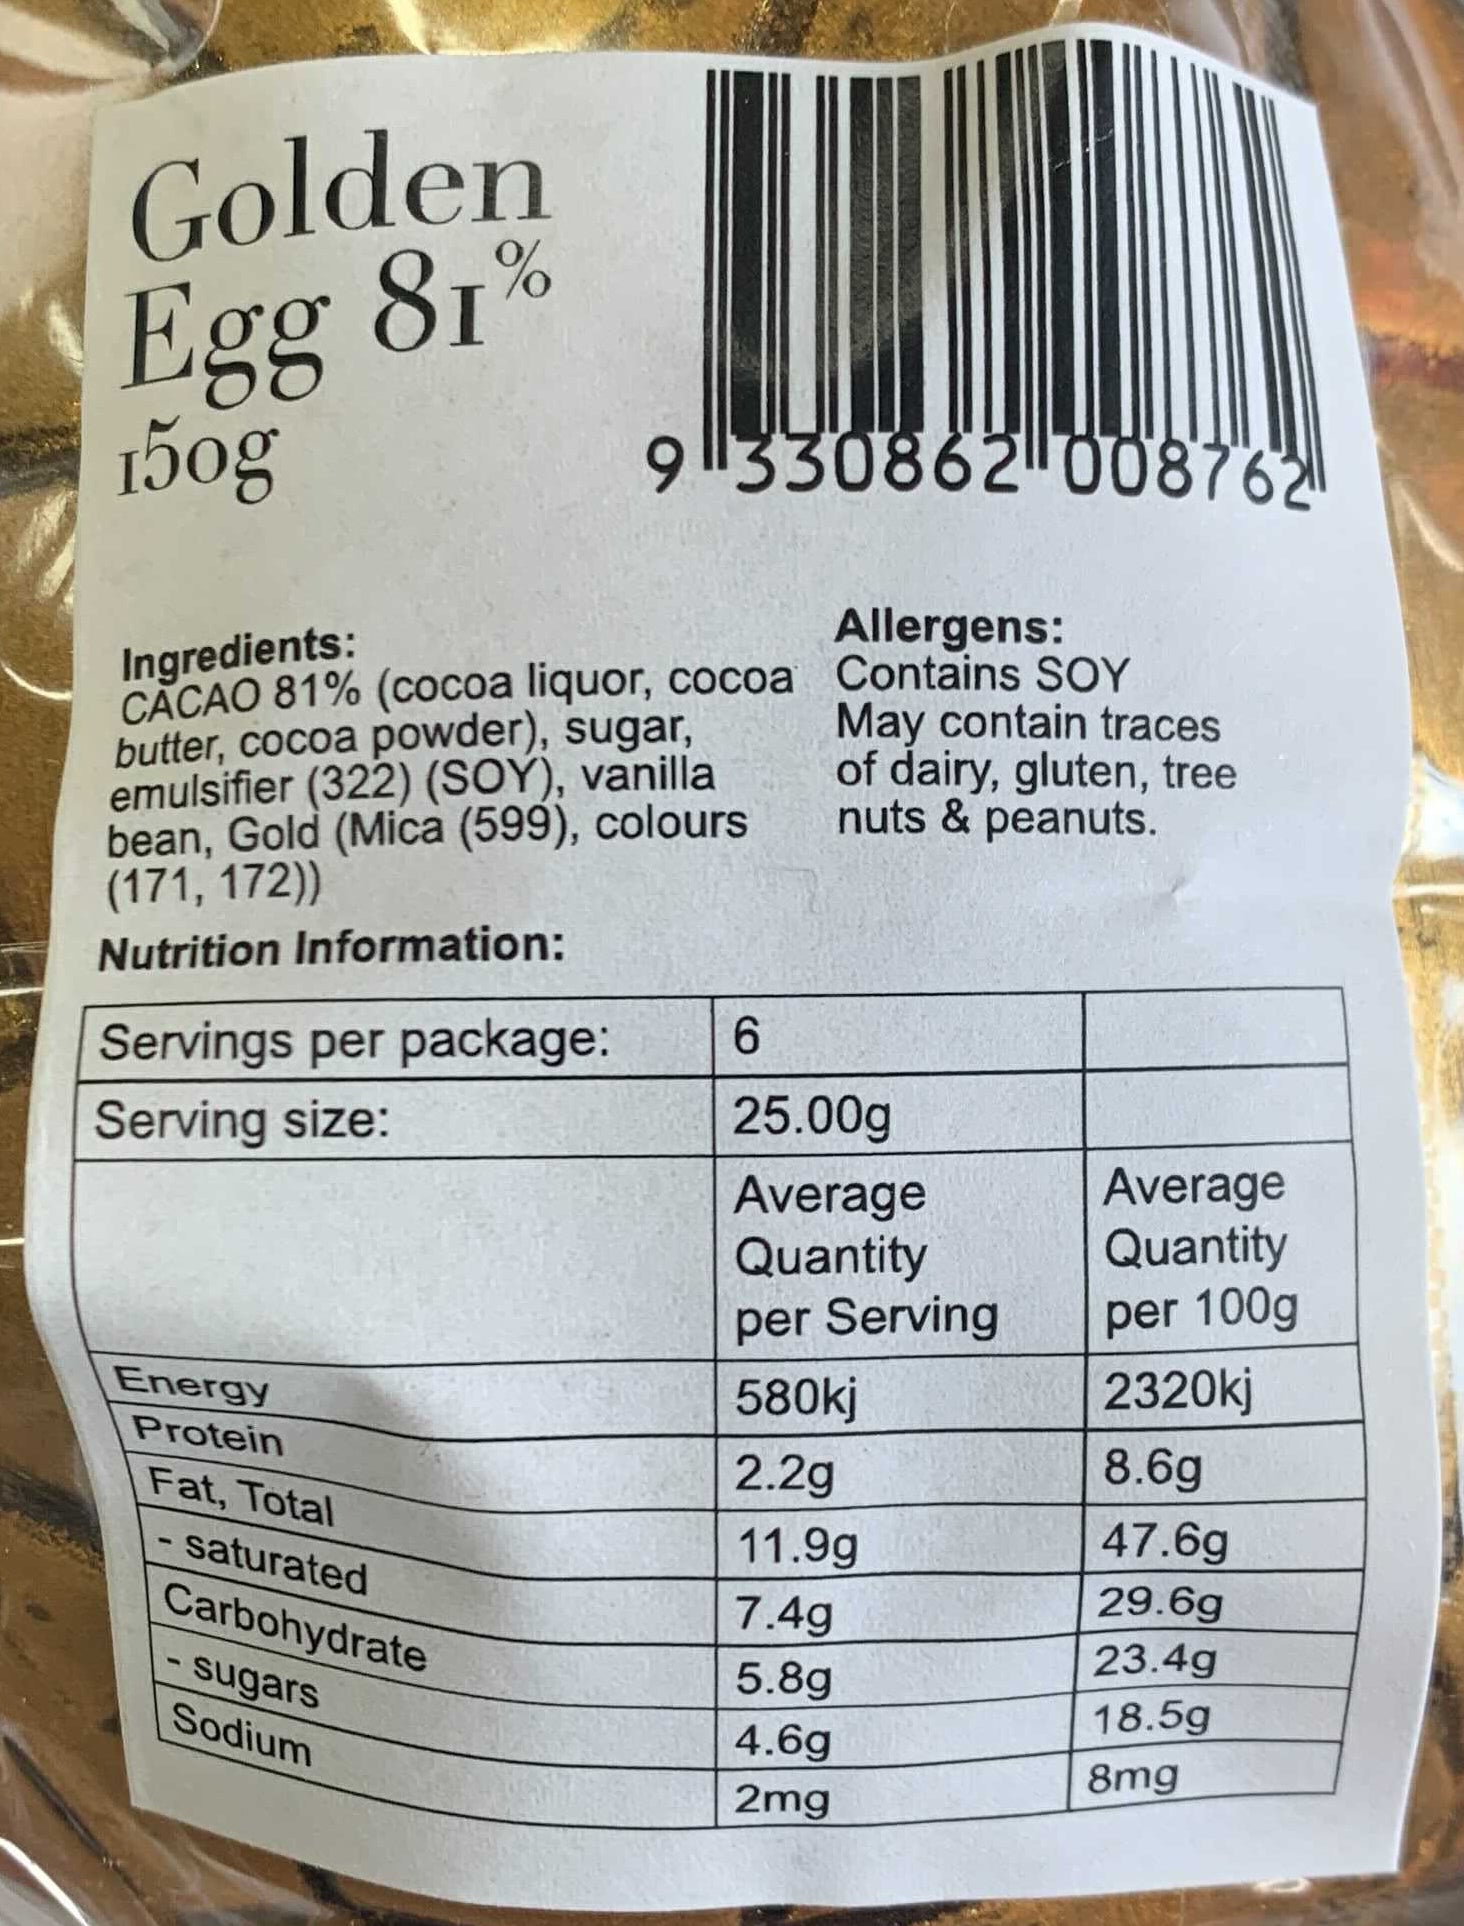 Golden
Egg 81%
150g
9 330862 008762
Ingredients:
CACAO 81% (cocoa liquor, cocoa
butter, cocoa powder), sugar,
emulsifier (322) (SOY), vanilla
bean, Gold (Mica (599), colours
(171, 172))
Allergens:
Contains SOY
May contain traces
of dairy, gluten, tree
nuts & peanuts.
Nutrition Information:
Servings per package: 6
Serving size: 25.00g
Average Quantity per Serving
Average Quantity per 100g
Energy 580kj 2320kj
Protein 2.2g 8.6g
Fat, Total 11.9g 47.6g
- saturated 7.4g 29.6g
Carbohydrate 5.8g 23.4g
- sugars 4.6g 18.5g
Sodium 2mg 8mg